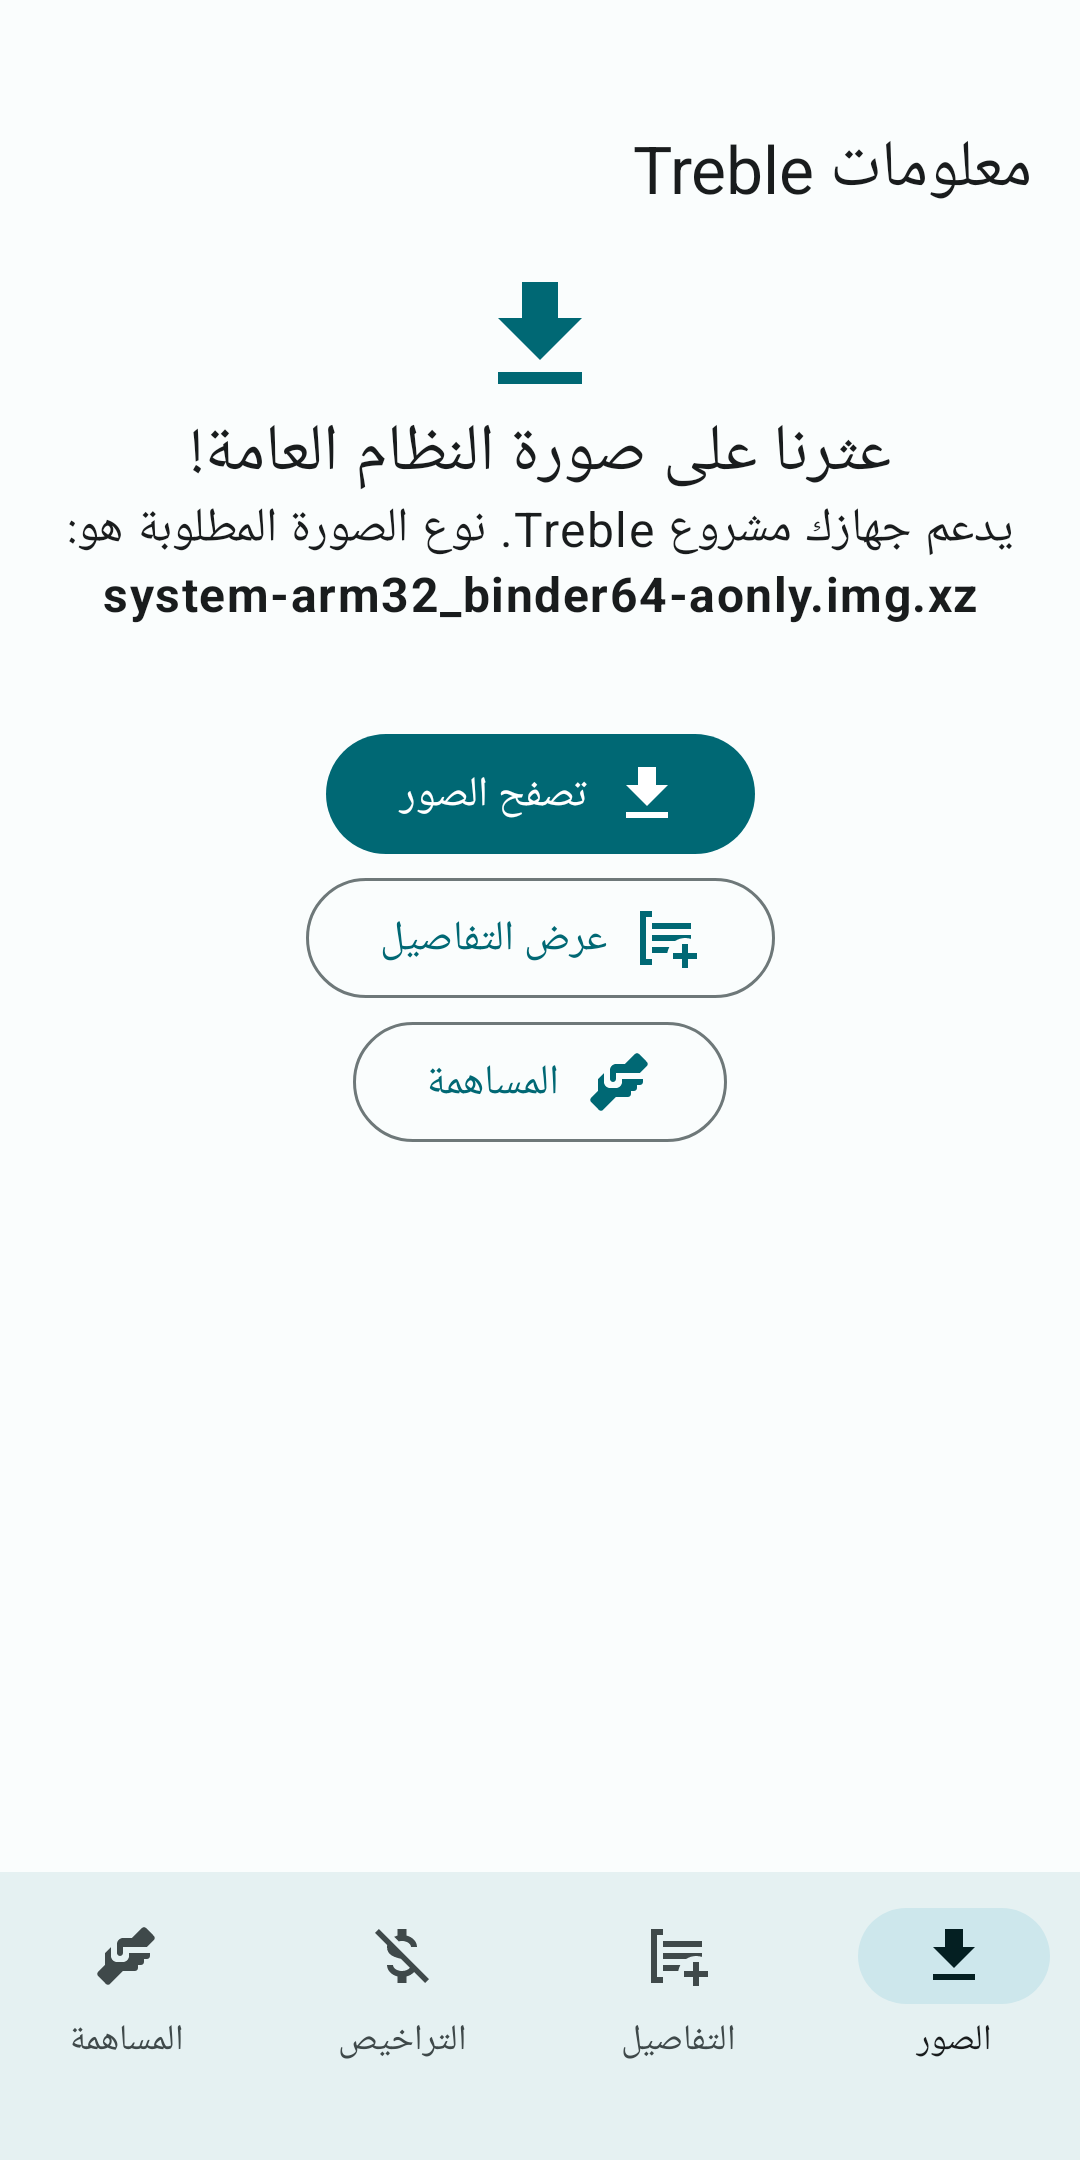 معلومات Treble
عثرنا على صورة النظام العامة!
يدعم جهازك مشروع Treble. نوع الصورة المطلوبة هو:
system-arm32_binder64-aonly.img.xz
تصفح الصور
عرض التفاصيل
المساهمة
الصور
التفاصيل
التراخيص
المساهمة